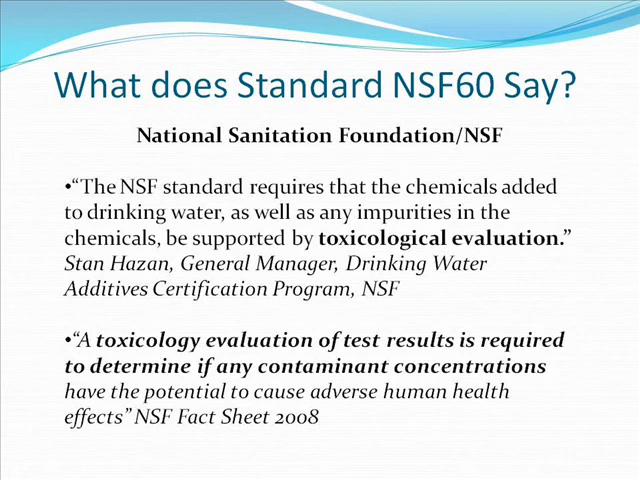 What does Standard NSF60 Say?
National Sanitation Foundation/NSF
•“The NSF standard requires that the chemicals added
to drinking water, as well as any impurities in the
chemicals, be supported by toxicological evaluation.”
Stan Hazan, General Manager, Drinking Water
Additives Certification Program, NSF
•“A toxicology evaluation of test results is required
to determine if any contaminant concentrations
have the potential to cause adverse human health
effects” NSF Fact Sheet 2008